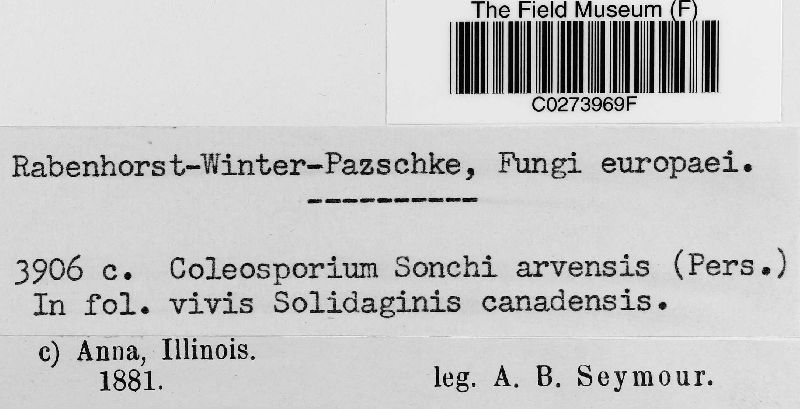 The Field Museum (F)
C0273969F
Rabenhorst-Winter-Pazschke, Fungi europaei.
3906 c. Coleosporium Sonchi arvensis (Pers.)
In fol. vivis Solidaginis canadensis.
c) Anna, Illinois.
1881.
leg. A. B. Seymour.